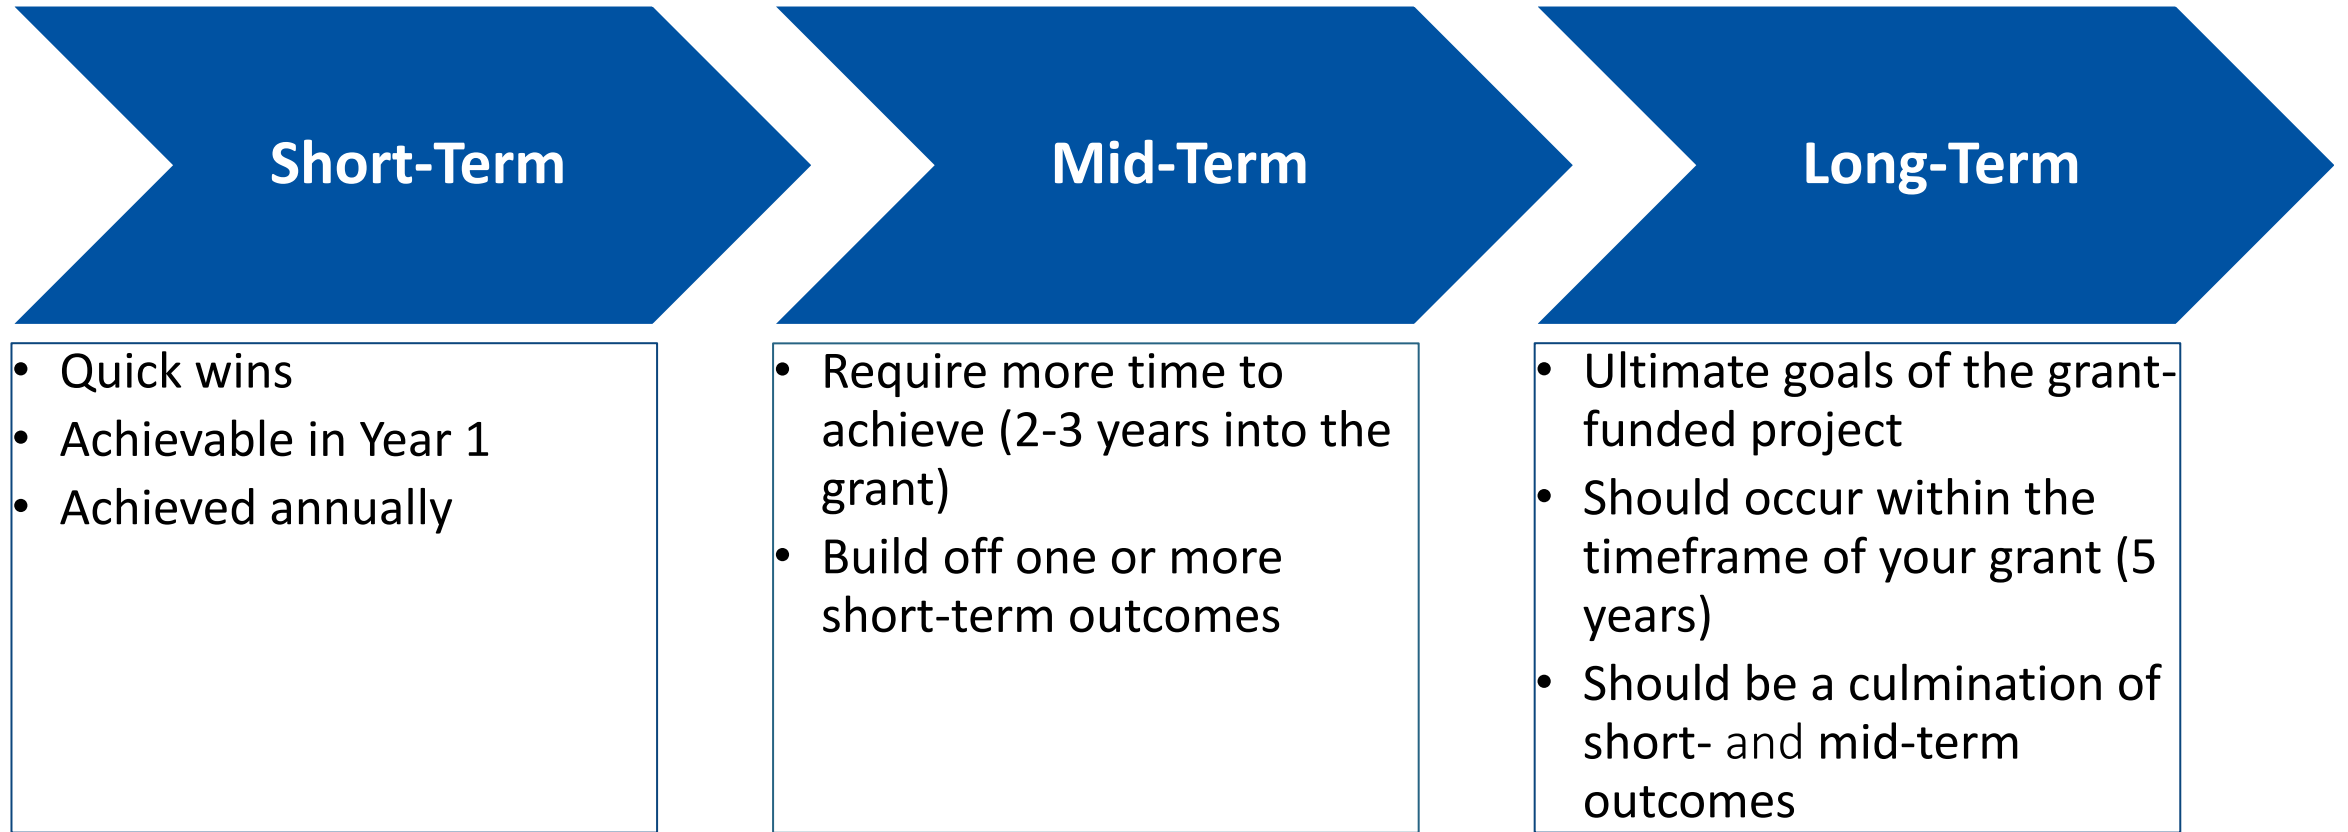 Short-Term
• Quick wins
• Achievable in Year 1
• Achieved annually
Mid-Term
• Require more time to
achieve (2-3 years into the
grant)
• Build off one or more
short-term outcomes
Long-Term
• Ultimate goals of the grant-
funded project
• Should occur within the
timeframe of your grant (5
years)
• Should be a culmination of
short- and mid-term
outcomes